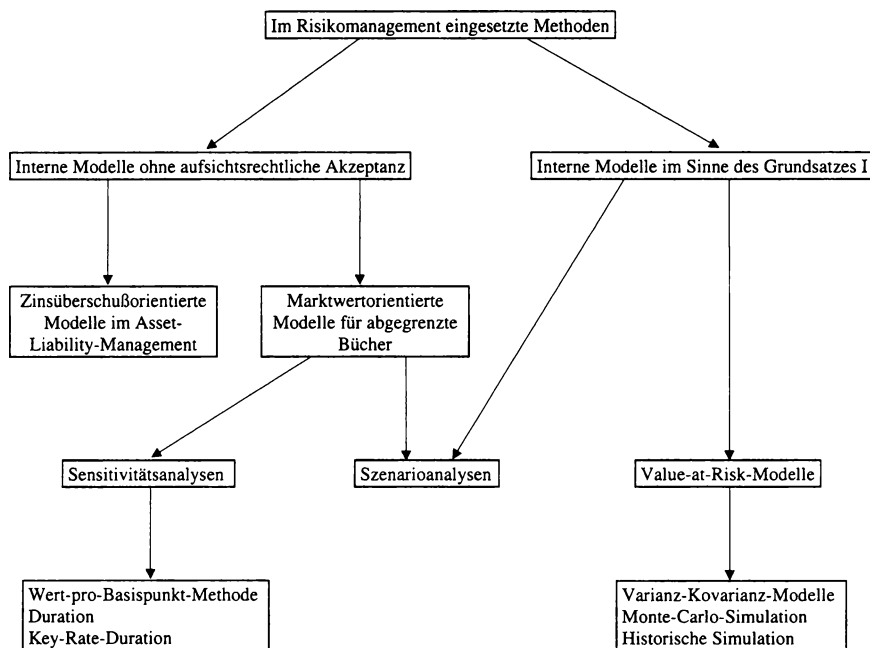 Im Risikomanagement eingesetzte Methoden
Interne Modelle ohne aufsichtsrechtliche Akzeptanz
Interne Modelle im Sinne des Grundsatzes I
Zinsüberschußorientierte
Modelle im Asset-
Liability-Management
Marktwertorientierte
Modelle für abgegrenzte
Bücher
Sensitivitätsanalysen
Szenarioanalysen
Value-at-Risk-Modelle
Wert-pro-Basispunkt-Methode
Duration
Key-Rate-Duration
Varianz-Kovarianz-Modelle
Monte-Carlo-Simulation
Historische Simulation